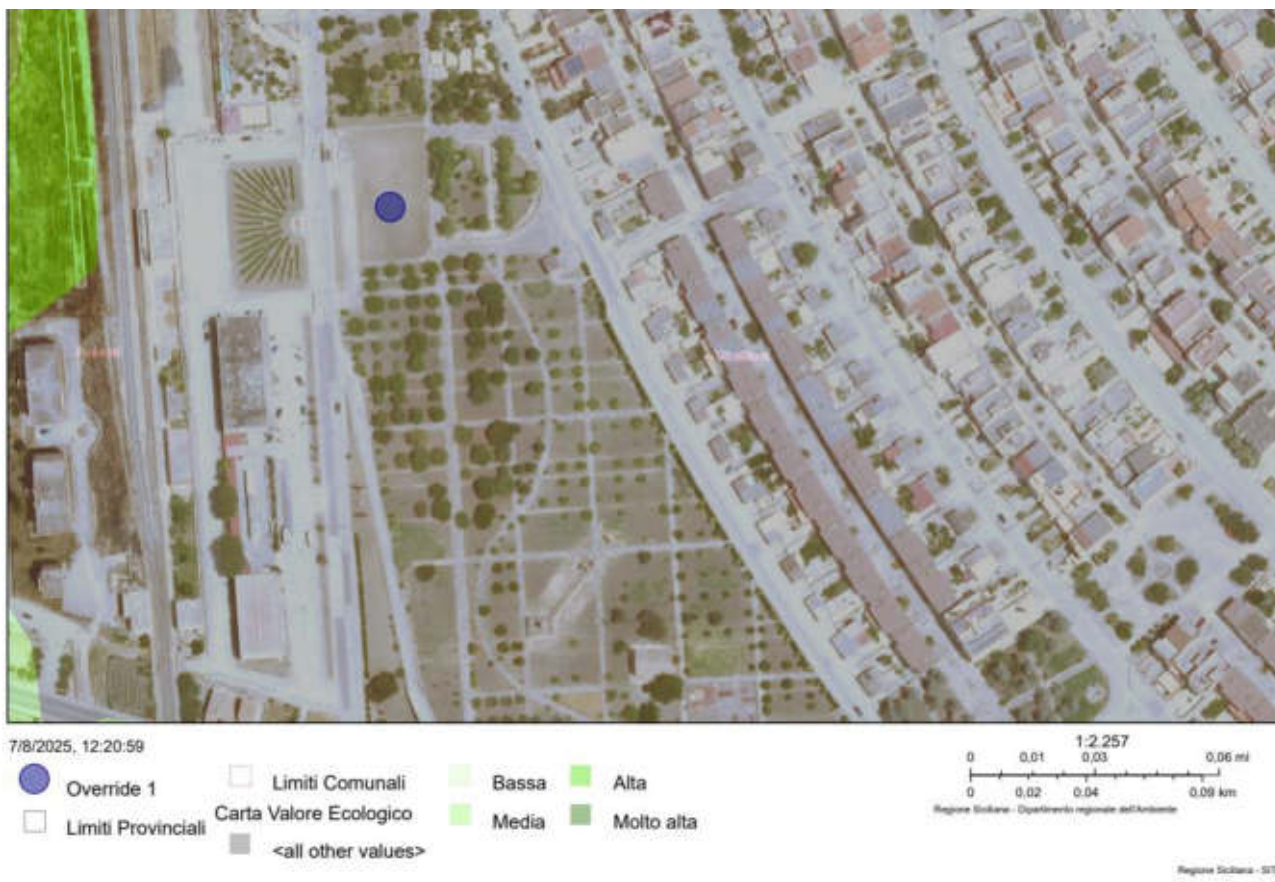 7/8/2025, 12:20:59
Override 1
Limiti Provinciali
Limiti Comunali
Carta Valore Ecologico
<all other values>
Bassa
Media
Alta
Molto alta
1:2.257
0 0,01 0,03 0,06 mi
0 0,02 0,04 0,09 km
Regione Siciliana - Dipartimento regionale dell'Ambiente
Regione Siciliana - SIT